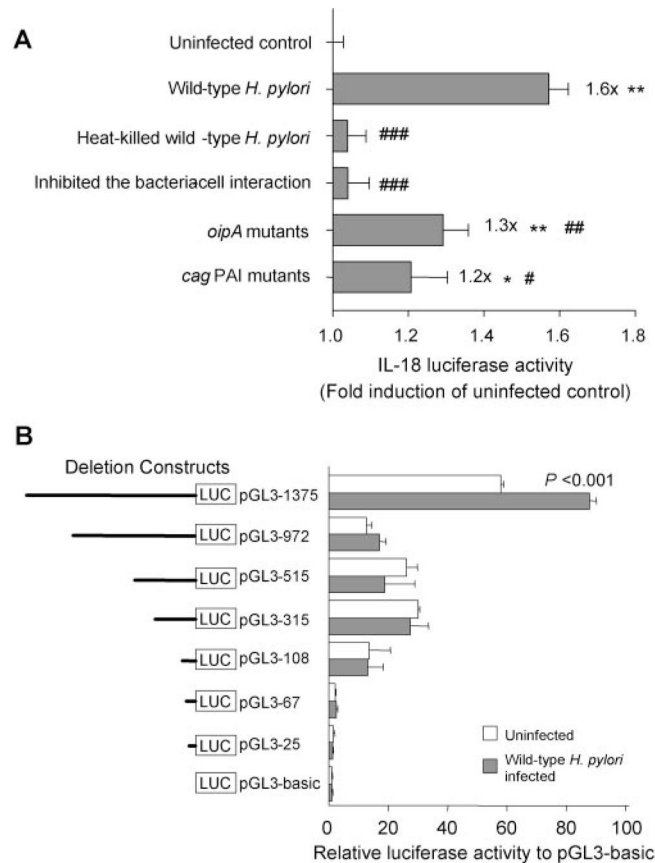 A
Uninfected control
Wild-type H. pylori
1.6x **
Heat-killed wild -type H. pylori
###
Inhibited the bacteriacell interaction
###
oipA mutants
1.3x ** ##
cag PAI mutants
1.2x * #
1.0 1.2 1.4 1.6 1.8
IL-18 luciferase activity
(Fold induction of uninfected control)
B
Deletion Constructs
P <0.001
LUC pGL3-1375
LUC pGL3-972
LUC pGL3-515
LUC pGL3-315
LUC pGL3-108
LUC pGL3-67
LUC pGL3-25
LUC pGL3-basic
Uninfected
Wild-type H. pylori
infected
0 20 40 60 80 100
Relative luciferase activity to pGL3-basic